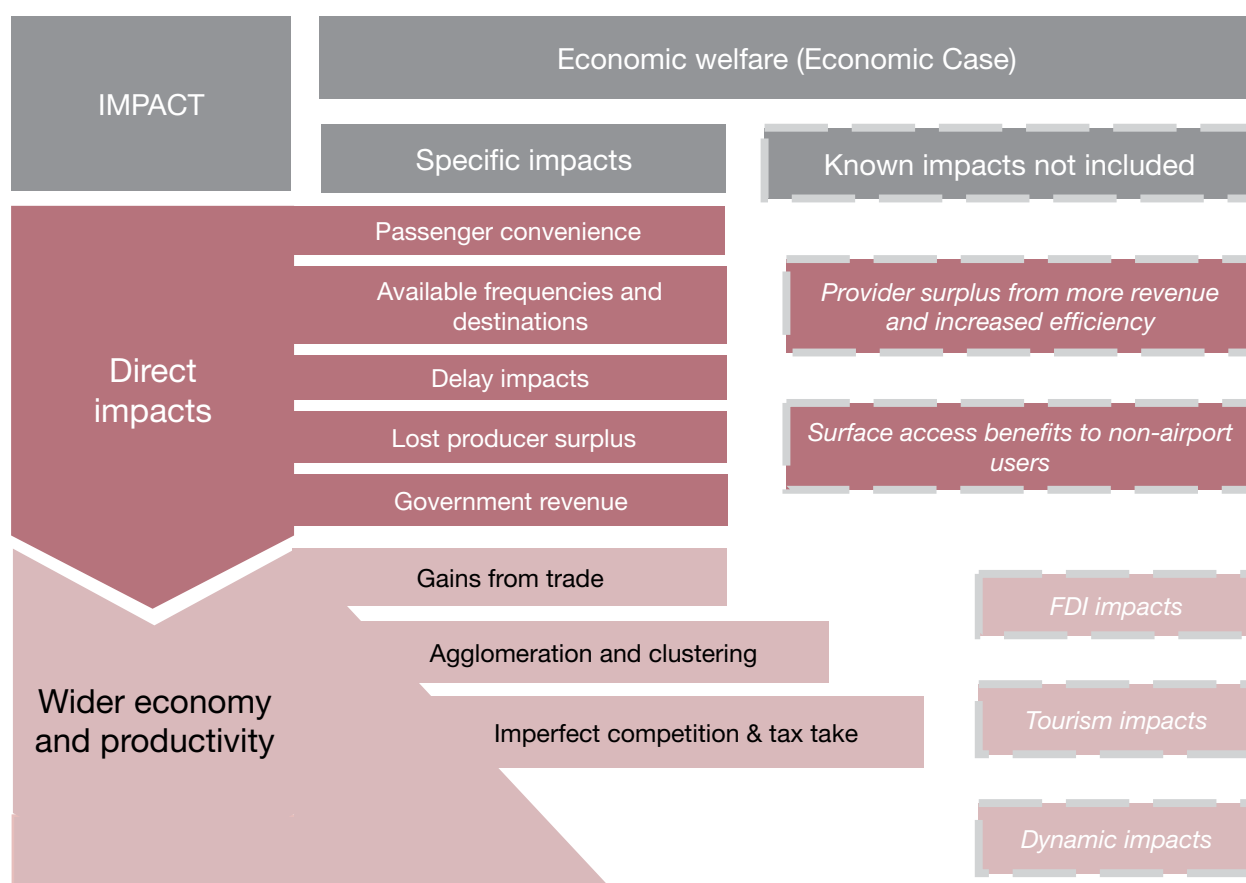 IMPACT
Economic welfare (Economic Case)
Specific impacts
Known impacts not included
Direct
impacts
Passenger convenience
Available frequencies and
destinations
Delay impacts
Lost producer surplus
Government revenue
Provider surplus from more revenue
and increased efficiency
Surface access benefits to non-airport
users
Wider economy
and productivity
Gains from trade
Agglomeration and clustering
Imperfect competition & tax take
FDI impacts
Tourism impacts
Dynamic impacts